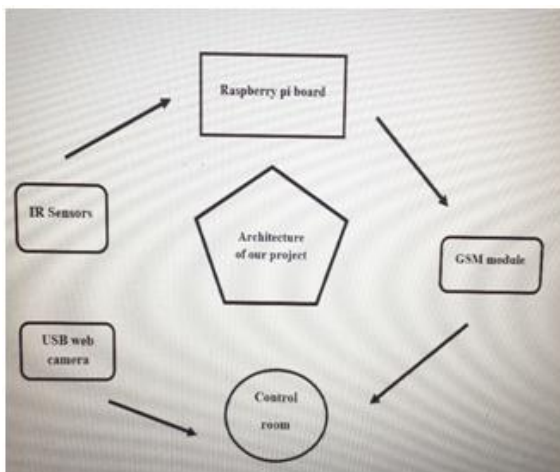 Raspberry pi board
IR Sensors
Architecture
of our project
GSM module
USB web
camera
Control
room